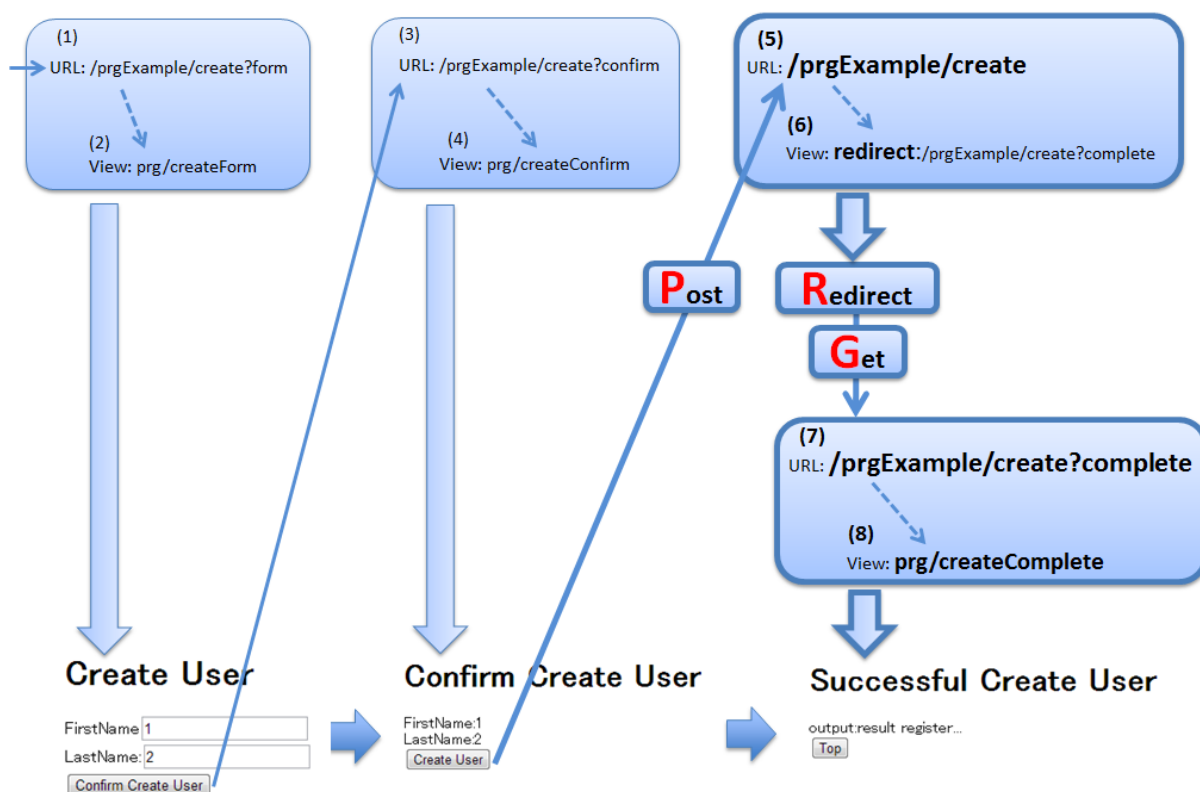 (1)
URL: /prgExample/create?form
(2)
View: prg/createForm
(3)
URL: /prgExample/create?confirm
(4)
View: prg/createConfirm
(5)
URL: /prgExample/create
(6)
View: redirect:/prgExample/create?complete
Post
Redirect
Get
(7)
URL: /prgExample/create?complete
(8)
View: prg/createComplete
Create User
FirstName 1
LastName: 2
Confirm Create User
Confirm Create User
FirstName:1
LastName:2
Create User
Successful Create User
output:result register...
Top